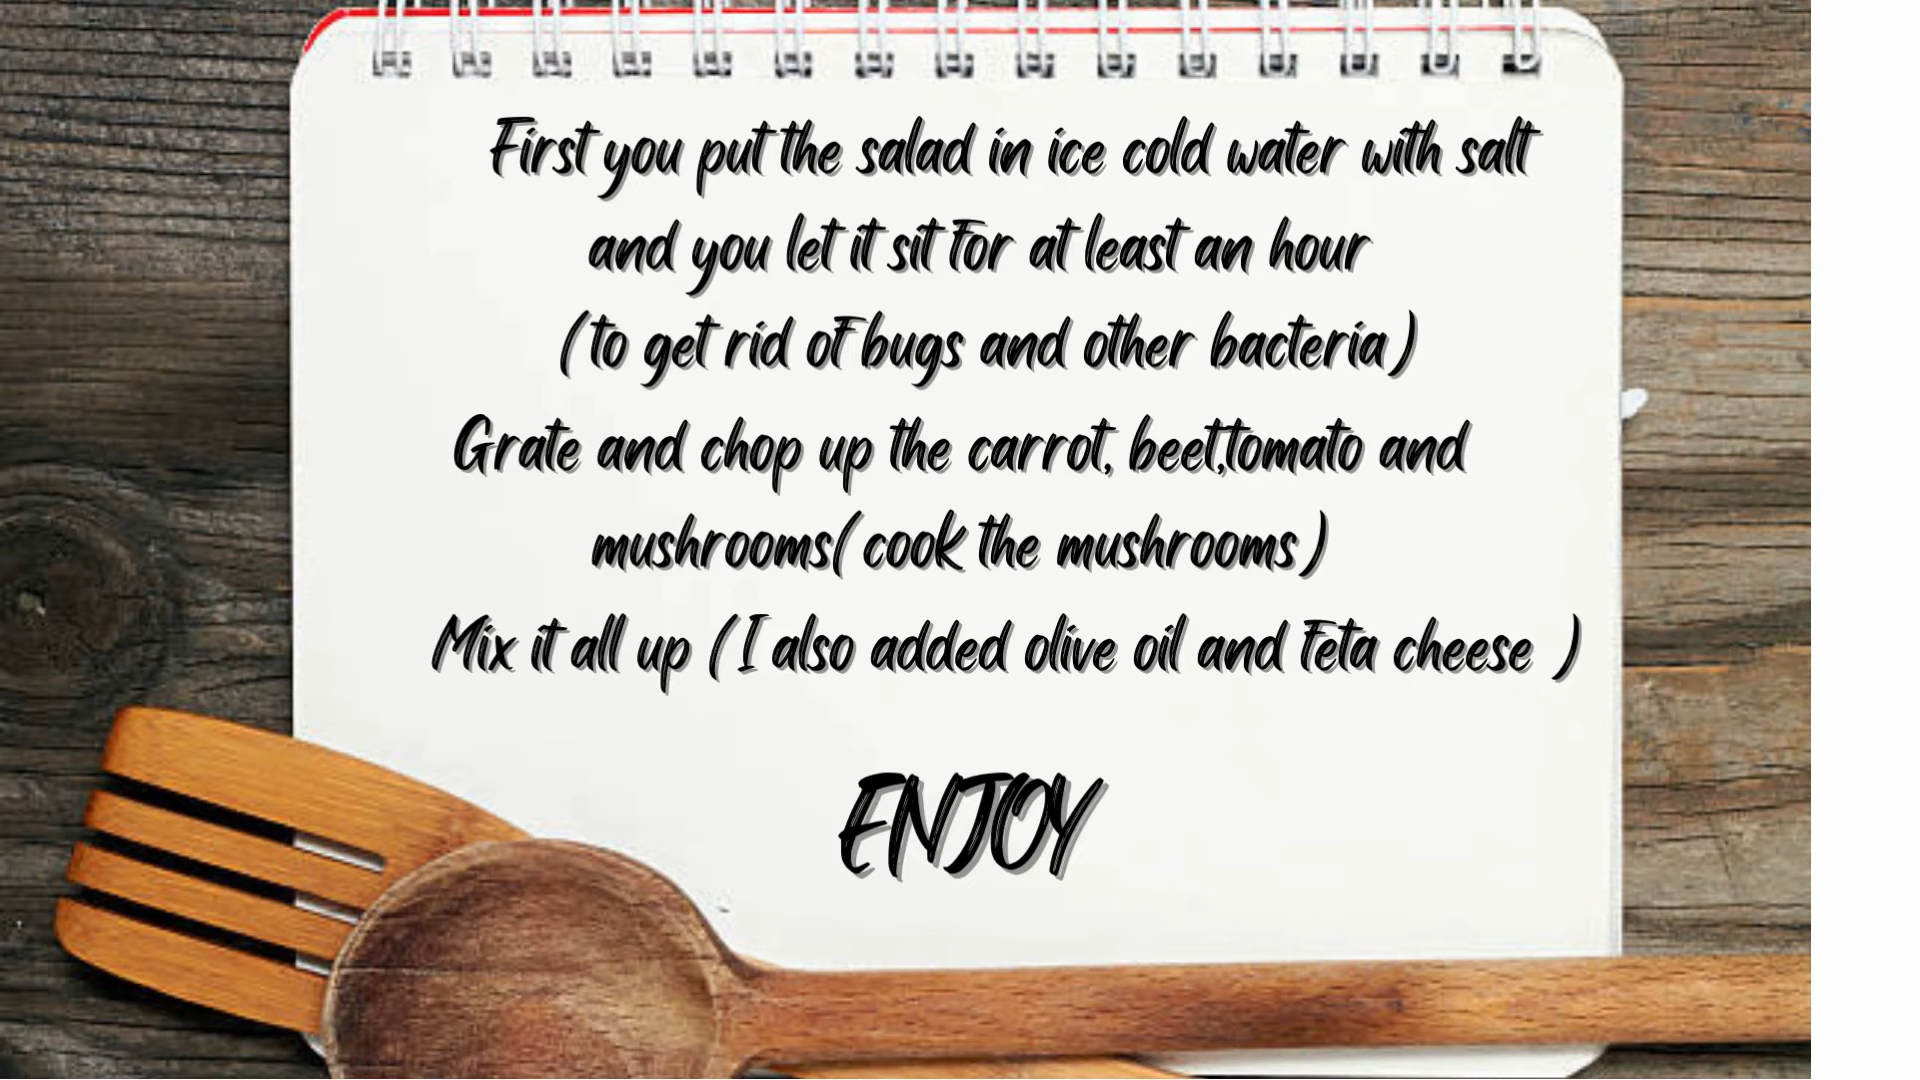 First you put the salad in ice cold water with salt
and you let it sit for at least an hour
(to get rid of bugs and other bacteria)
Grate and chop up the carrot, beet,tomato and
mushrooms( cook the mushrooms)
Mix it all up ( I also added olive oil and feta cheese )
ENJOY